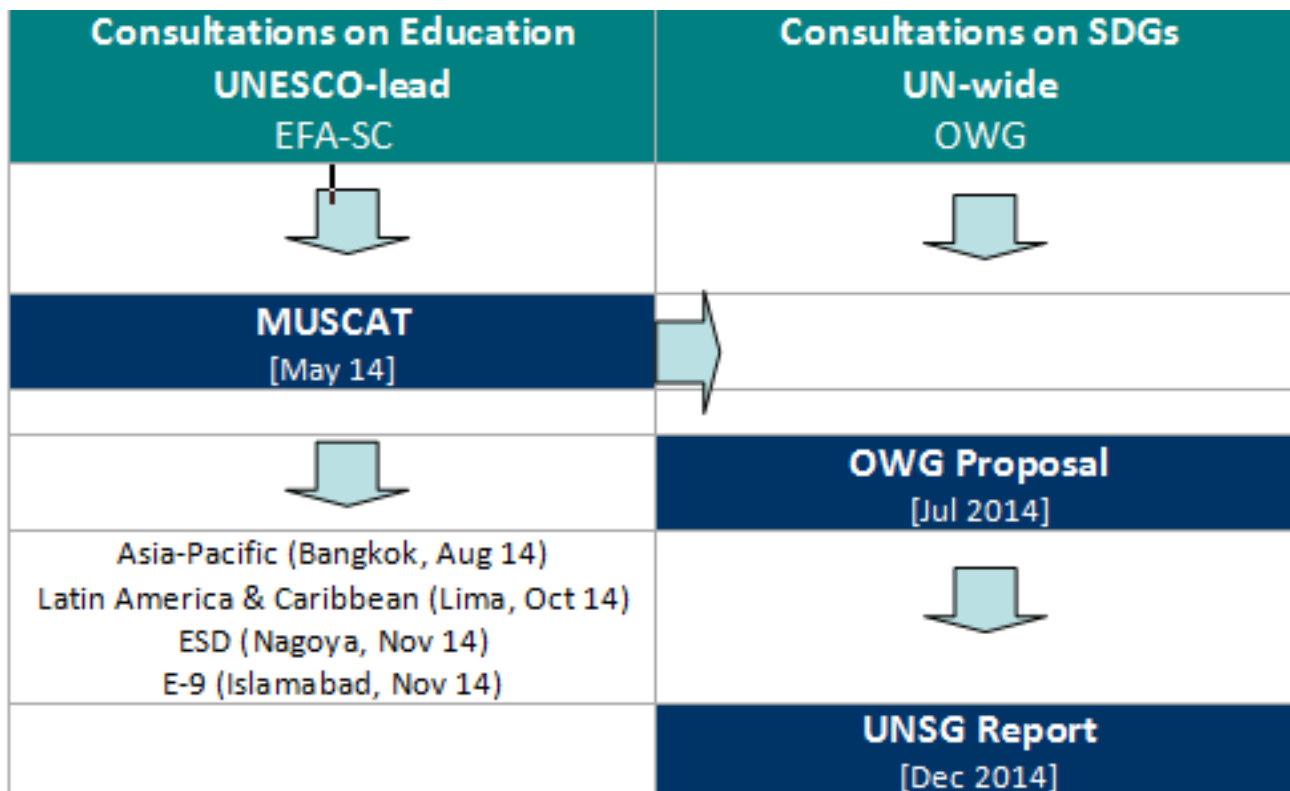 Consultations on Education
UNESCO-lead
EFA-SC
Consultations on SDGs
UN-wide
OWG
MUSCAT
[May 14]
OWG Proposal
[Jul 2014]
Asia-Pacific (Bangkok, Aug 14)
Latin America & Caribbean (Lima, Oct 14)
ESD (Nagoya, Nov 14)
E-9 (Islamabad, Nov 14)
UNSG Report
[Dec 2014]